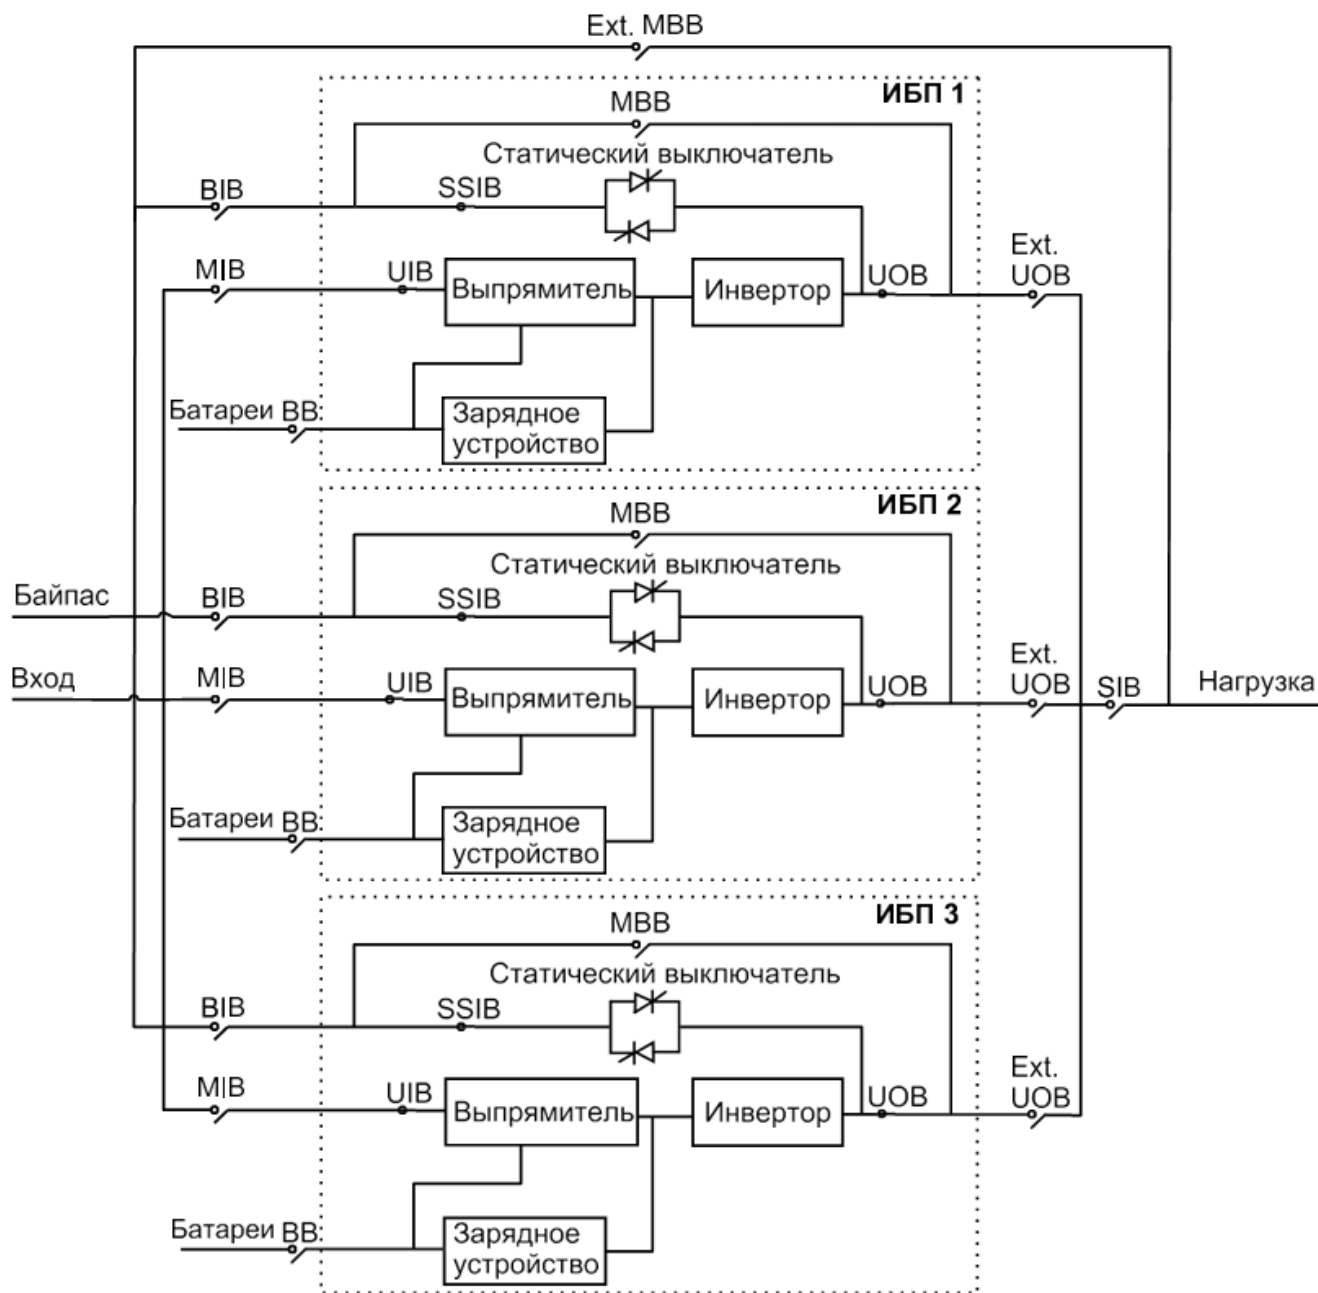 Ext. MBB
ИБП 1
MBB
Статический выключатель
BIB
SSIB
MIB
UIB
Выпрямитель
Инвертор
UOB
Ext.
UOB
Батареи BB
Зарядное
устройство
ИБП 2
MBB
Статический выключатель
Байпас
BIB
SSIB
Вход
MIB
UIB
Выпрямитель
Инвертор
UOB
Ext.
UOB
SIB
Нагрузка
Батареи BB
Зарядное
устройство
ИБП 3
MBB
Статический выключатель
BIB
SSIB
MIB
UIB
Выпрямитель
Инвертор
UOB
Ext.
UOB
Батареи BB
Зарядное
устройство